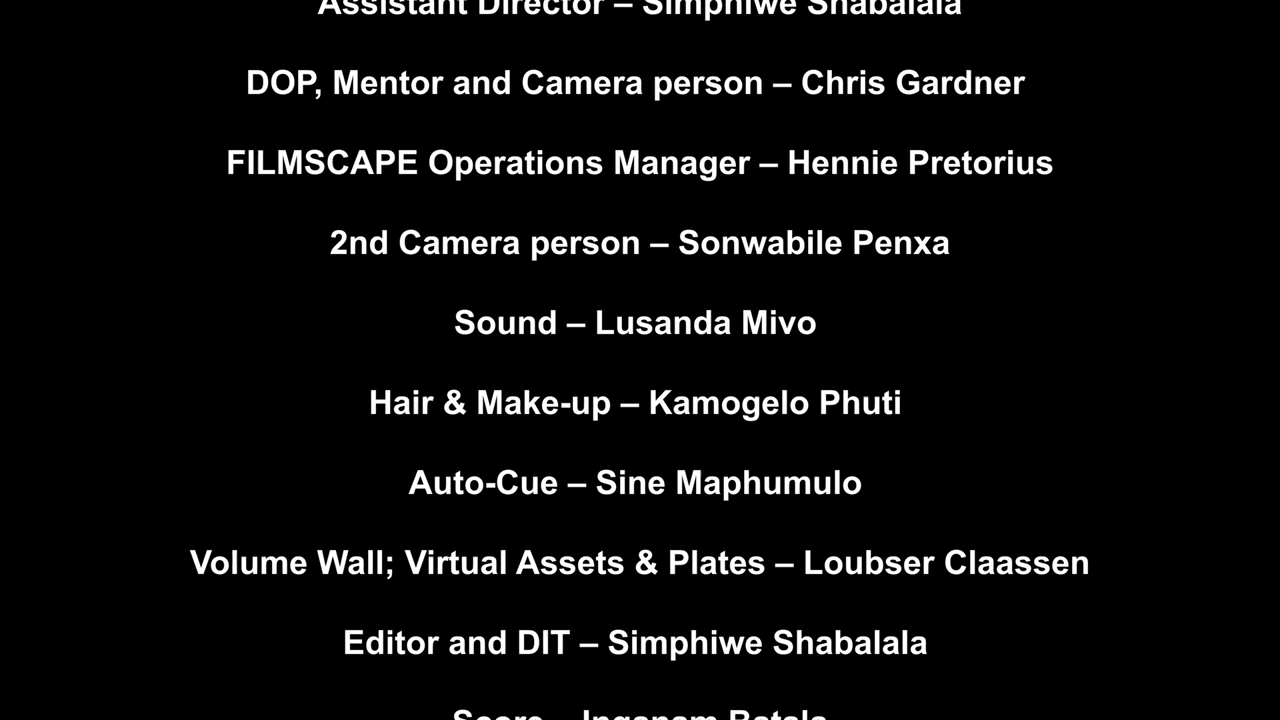 Assistant Director – Simphiwe Shabalala
DOP, Mentor and Camera person – Chris Gardner
FILMSCAPE Operations Manager – Hennie Pretorius
2nd Camera person – Sonwabile Penxa
Sound – Lusanda Mivo
Hair & Make-up – Kamogelo Phuti
Auto-Cue – Sine Maphumulo
Volume Wall; Virtual Assets & Plates – Loubser Claassen
Editor and DIT – Simphiwe Shabalala
Score –